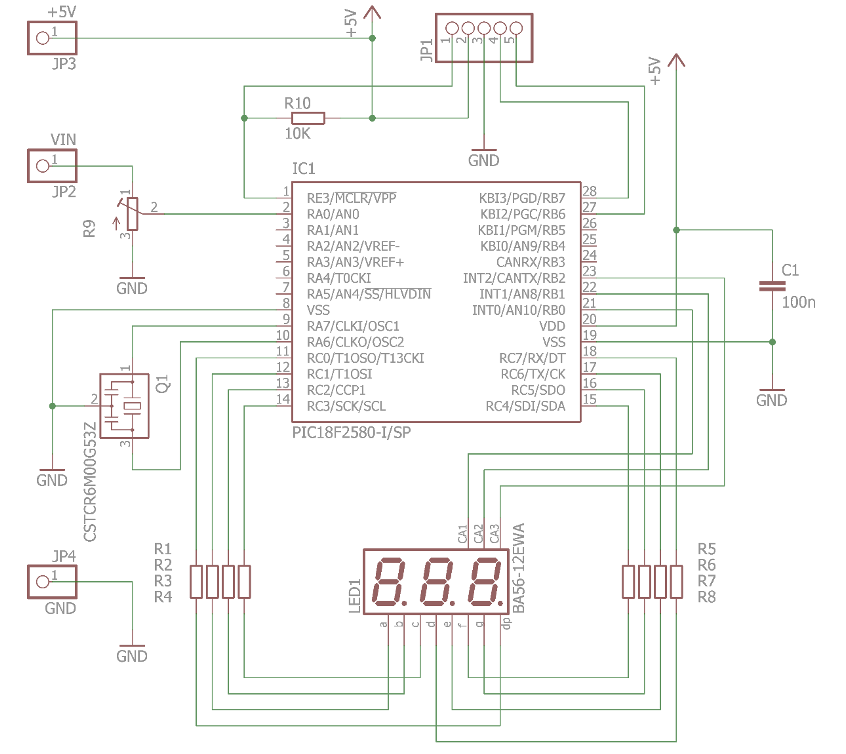 +5V
1
JP3
+5V
JP1
1 2 3 4 5
+5V
R10
10K
GND
VIN
1
JP2
IC1
1
2
R9
3
GND
1 RE3/MCLR/VPP KBI3/PGD/RB7 28
2 RA0/AN0 KBI2/PGC/RB6 27
3 RA1/AN1 KBI1/PGM/RB5 26
4 RA2/AN2/VREF- KBI0/AN9/RB4 25
5 RA3/AN3/VREF+ CANRX/RB3 24
6 RA4/T0CKI INT2/CANTX/RB2 23
7 RA5/AN4/SS/HLVDIN INT1/AN8/RB1 22
8 VSS INT0/AN10/RB0 21
9 RA7/CLKI/OSC1 VDD 20
10 RA6/CLKO/OSC2 VSS 19
11 RC0/T1OSO/T13CKI RC7/RX/DT 18
12 RC1/T1OSI RC6/TX/CK 17
13 RC2/CCP1 RC5/SDO 16
14 RC3/SCK/SCL RC4/SDI/SDA 15
PIC18F2580-I/SP
C1
100n
GND
1
2
3
Q1
CSTCR6M00G53Z
GND
JP4
1
GND
GND
R1
R2
R3
R4
CA1 CA2 CA3
LED1
8.8.8.
BA56-12EWA
a b c d e f g dp
R5
R6
R7
R8